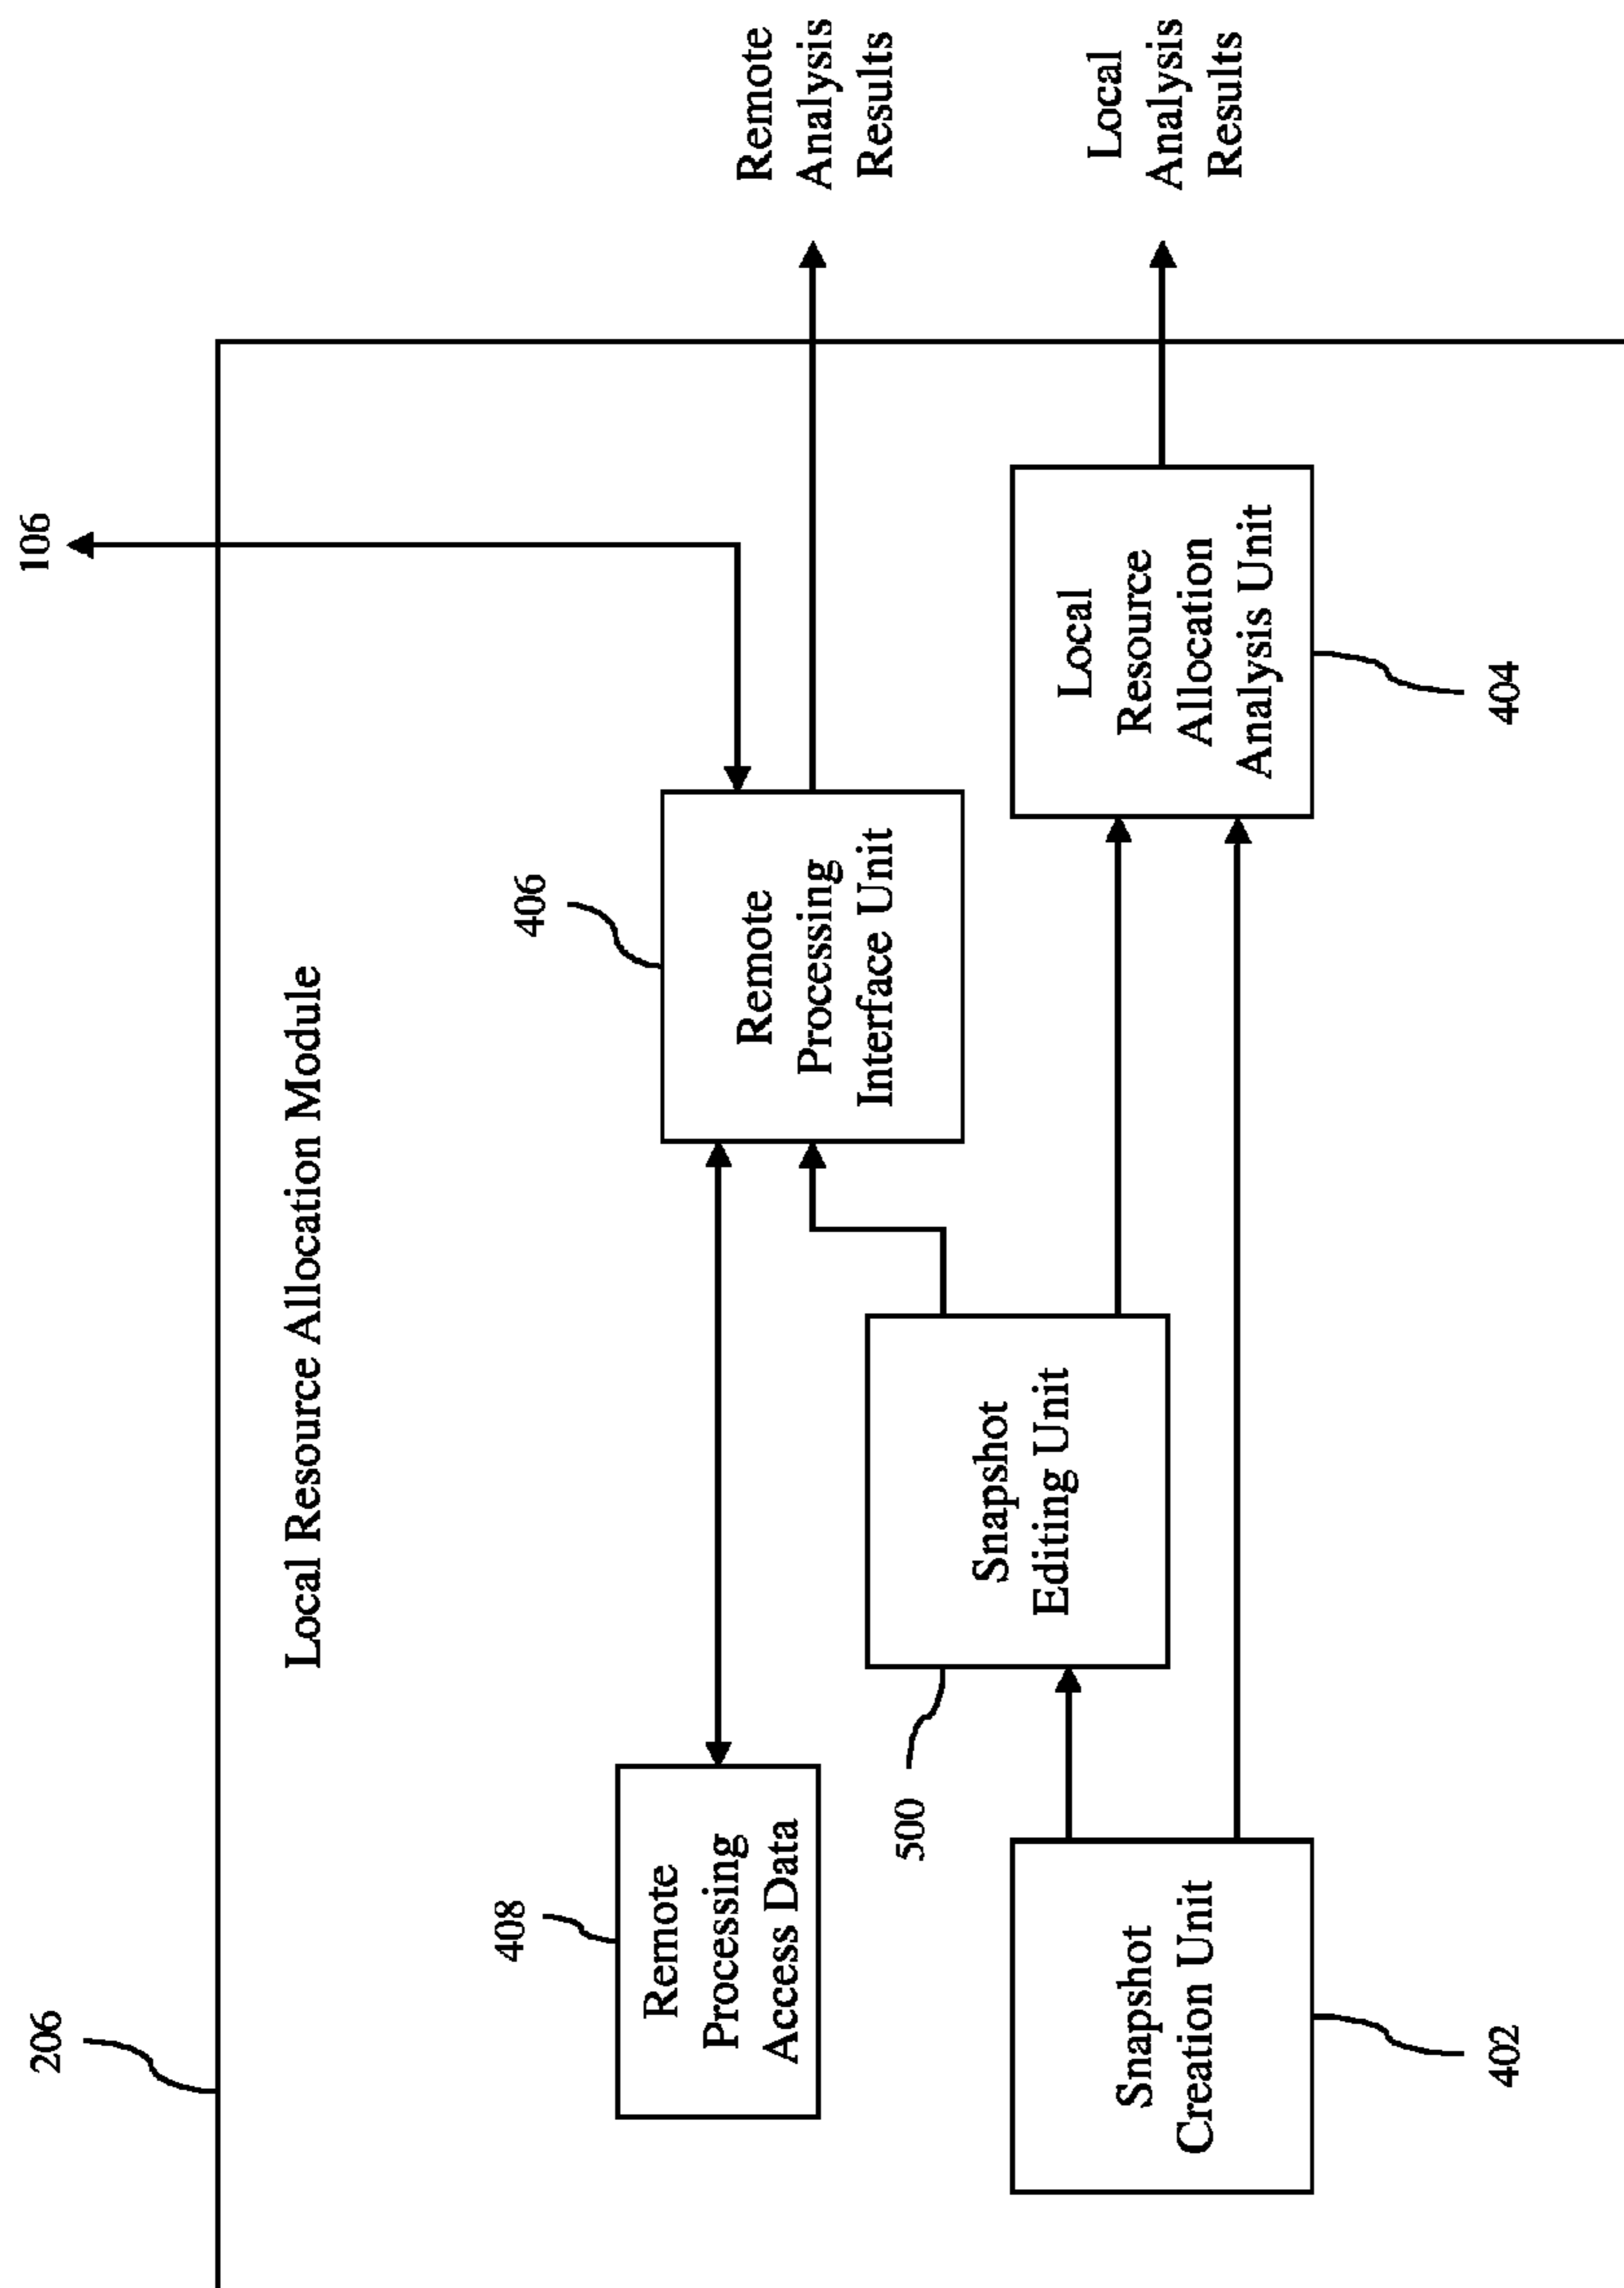 206
106
Local Resource Allocation Module
408
Remote
Processing
Access Data
406
Remote
Processing
Interface Unit
Remote
Analysis
Results
500
Snapshot
Editing Unit
Snapshot
Creation Unit
402
Local
Resource
Allocation
Analysis Unit
404
Local
Analysis
Results